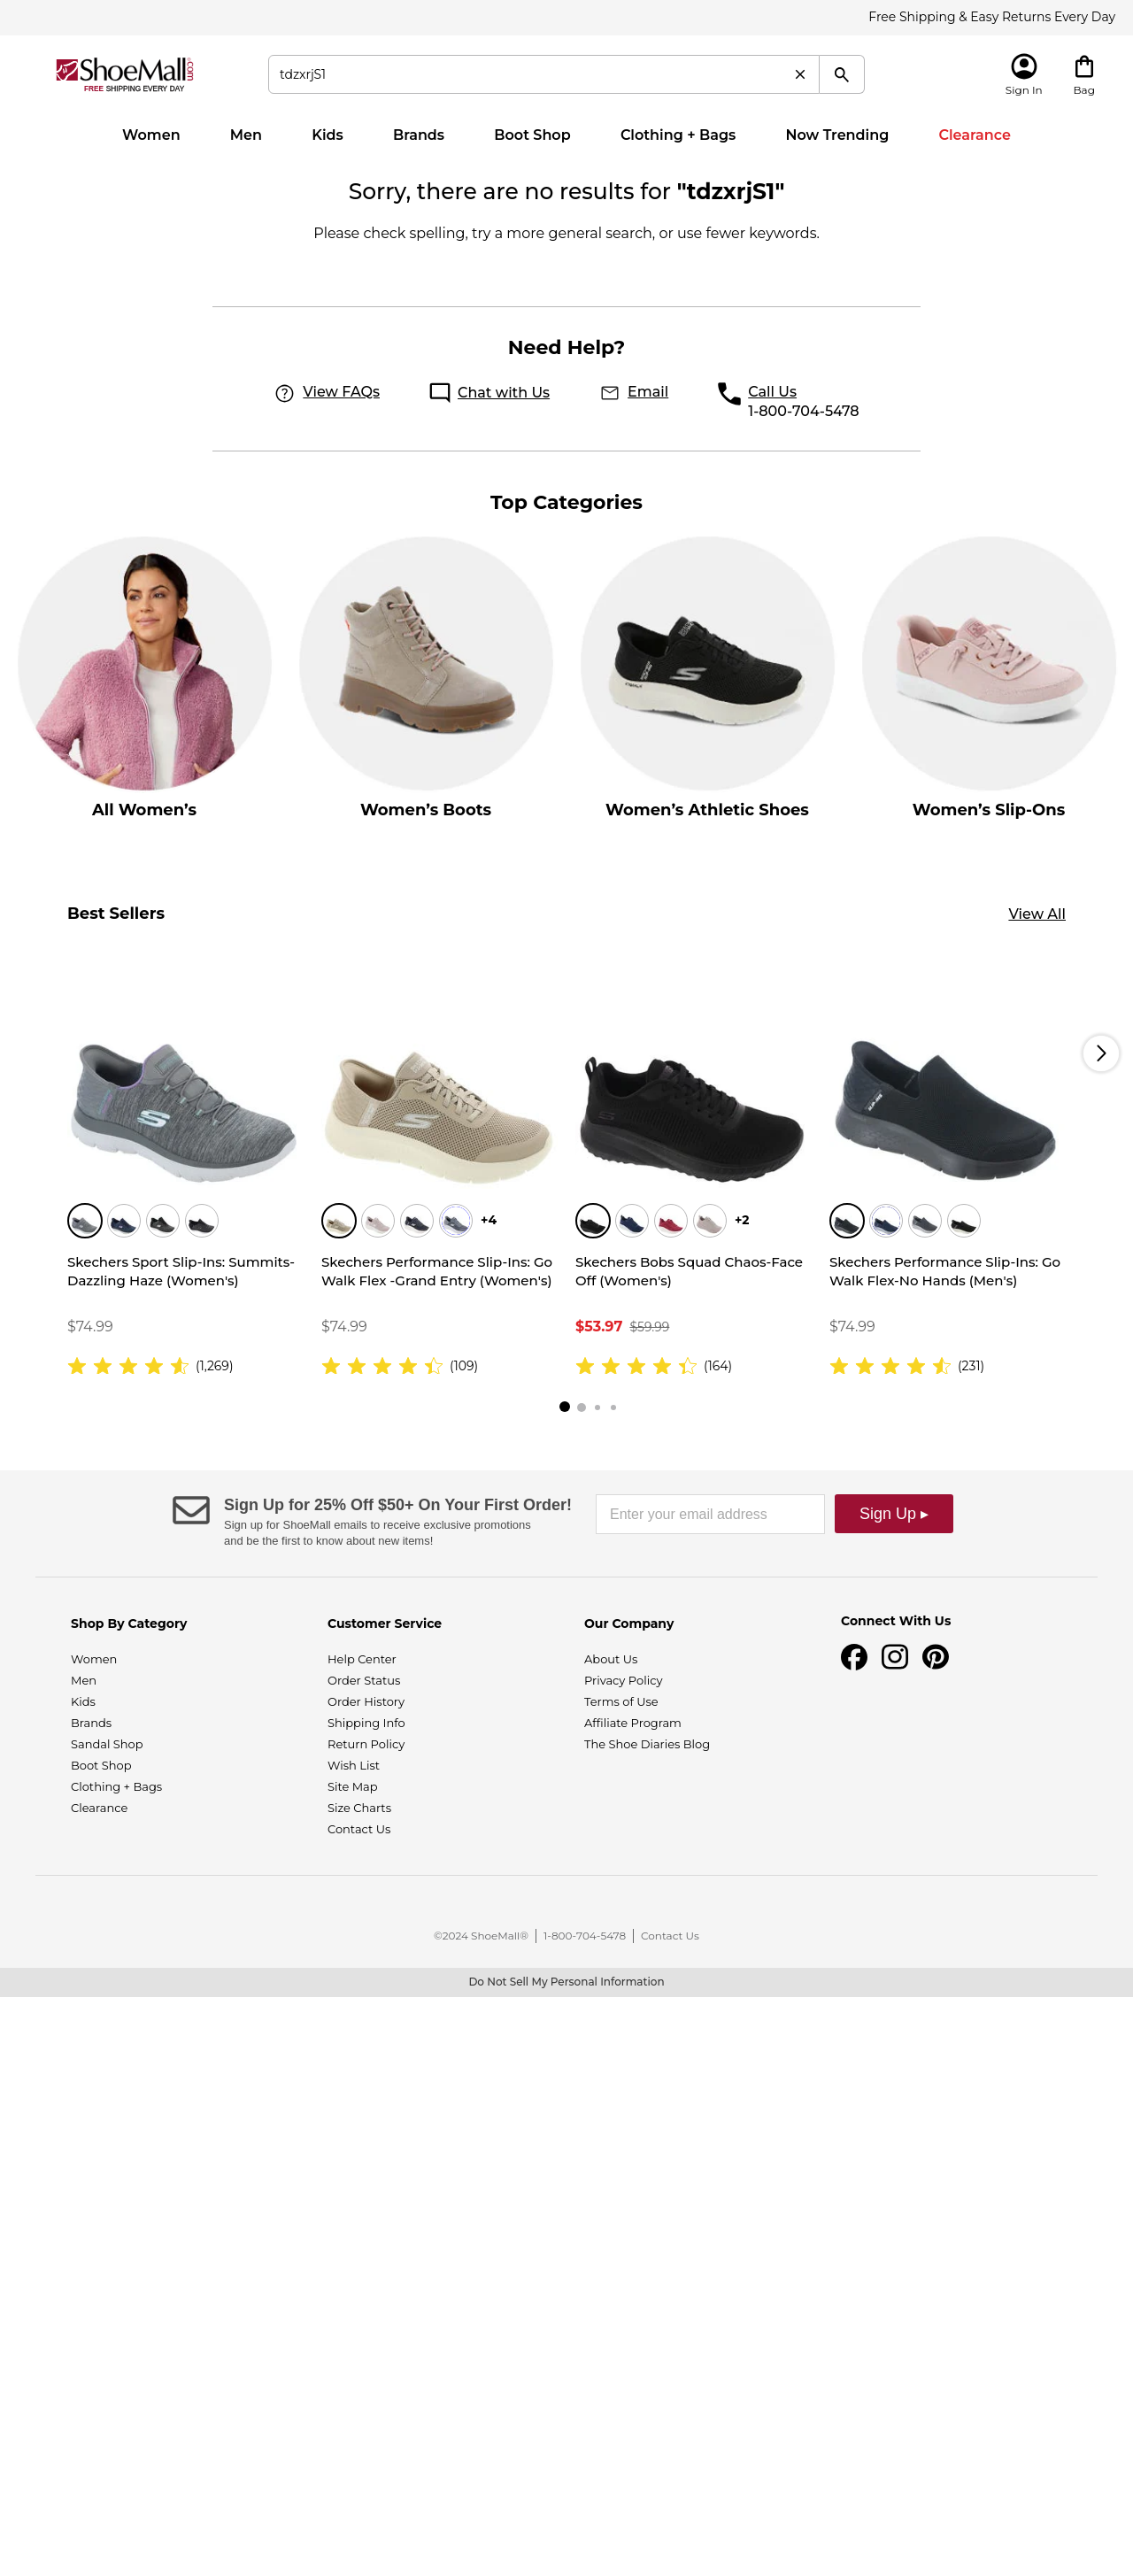 Free Shipping & Easy Returns Every Day
ShoeMall.com
FREE SHIPPING EVERY DAY
tdzxrjS1
Sign In
Bag
Women Men Kids Brands Boot Shop Clothing + Bags Now Trending Clearance
Sorry, there are no results for "tdzxrjS1"
Please check spelling, try a more general search, or use fewer keywords.
Need Help?
View FAQs Chat with Us Email Call Us
1-800-704-5478
Top Categories
All Women’s Women’s Boots Women’s Athletic Shoes Women’s Slip-Ons
Best Sellers View All
+4 +2
Skechers Sport Slip-Ins: Summits-
Dazzling Haze (Women's)
$74.99
(1,269)
Skechers Performance Slip-Ins: Go
Walk Flex -Grand Entry (Women's)
$74.99
(109)
Skechers Bobs Squad Chaos-Face
Off (Women's)
$53.97 $59.99
(164)
Skechers Performance Slip-Ins: Go
Walk Flex-No Hands (Men's)
$74.99
(231)
Sign Up for 25% Off $50+ On Your First Order!
Sign up for ShoeMall emails to receive exclusive promotions
and be the first to know about new items!
Enter your email address
Sign Up ▸
Shop By Category
Women
Men
Kids
Brands
Sandal Shop
Boot Shop
Clothing + Bags
Clearance
Customer Service
Help Center
Order Status
Order History
Shipping Info
Return Policy
Wish List
Site Map
Size Charts
Contact Us
Our Company
About Us
Privacy Policy
Terms of Use
Affiliate Program
The Shoe Diaries Blog
Connect With Us
©2024 ShoeMall® | 1-800-704-5478 | Contact Us
Do Not Sell My Personal Information